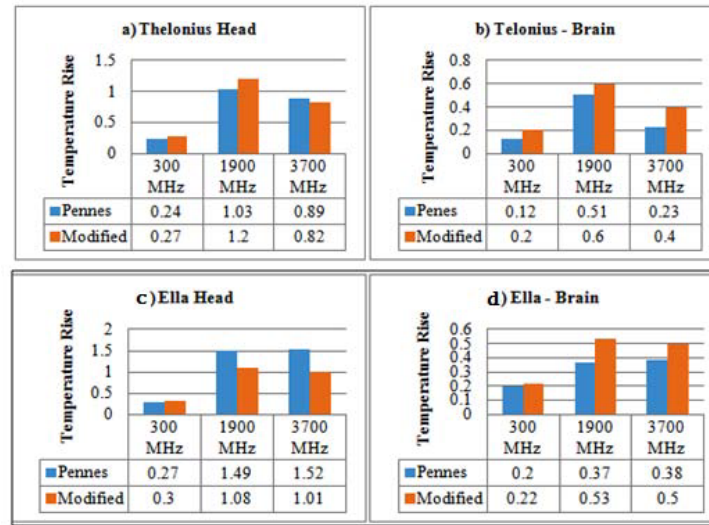 a) Thelonius Head
Temperature Rise
1.5
1
0.5
0
300 MHz 1900 MHz 3700 MHz
Pennes 0.24 1.03 0.89
Modified 0.27 1.2 0.82
b) Telonius - Brain
Temperature Rise
0.8
0.6
0.4
0.2
0
300 MHz 1900 MHz 3700 MHz
Penes 0.12 0.51 0.23
Modified 0.2 0.6 0.4
c) Ella Head
Temperature Rise
2
1.5
1
0.5
0
300 MHz 1900 MHz 3700 MHz
Pennes 0.27 1.49 1.52
Modified 0.3 1.08 1.01
d) Ella - Brain
Temperature Rise
0.6
0.5
0.4
0.3
0.2
0.1
0
300 MHz 1900 MHz 3700 MHz
Pennes 0.2 0.37 0.38
Modified 0.22 0.53 0.5